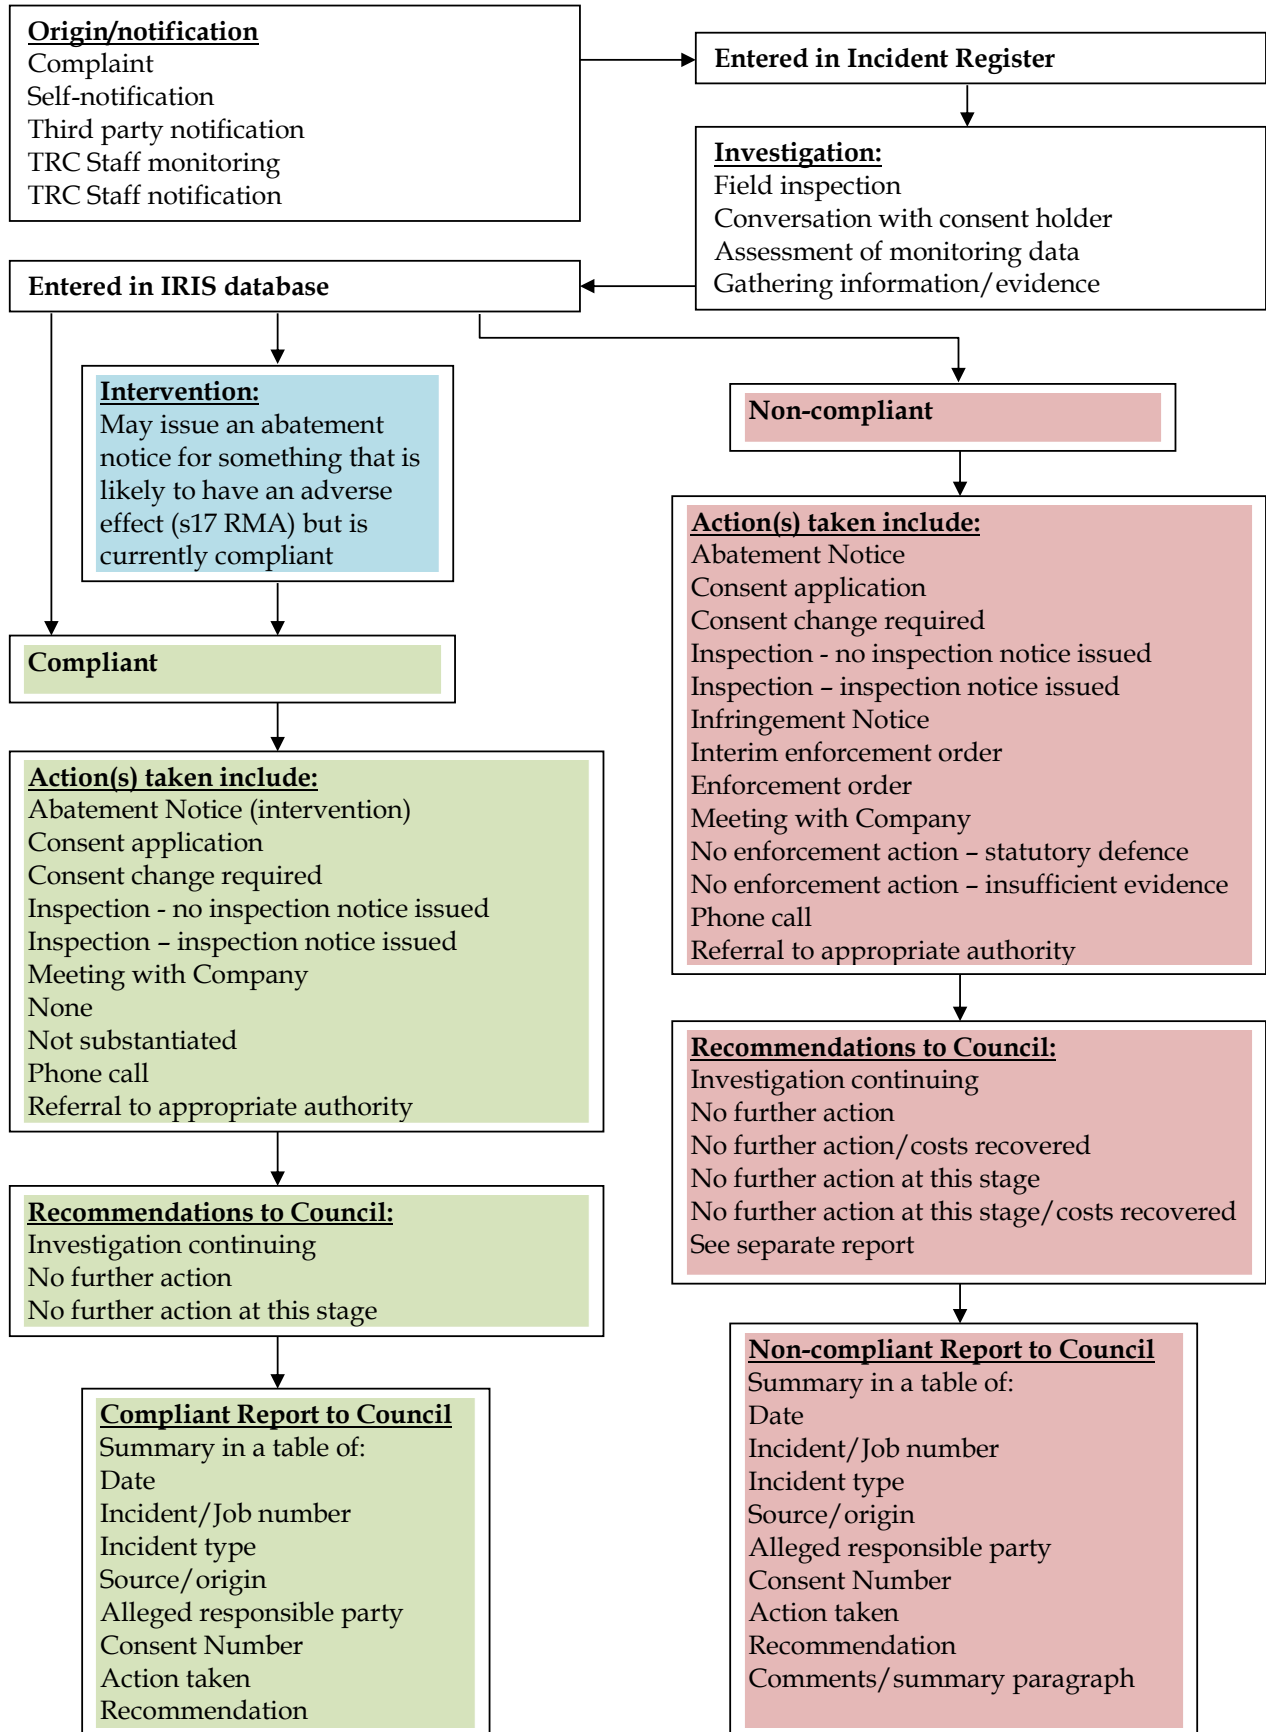 Origin/notification
Complaint
Self-notification
Third party notification
TRC Staff monitoring
TRC Staff notification
Entered in Incident Register
Investigation:
Field inspection
Conversation with consent holder
Assessment of monitoring data
Gathering information/evidence
Entered in IRIS database
Intervention:
May issue an abatement
notice for something that is
likely to have an adverse
effect (s17 RMA) but is
currently compliant
Compliant
Action(s) taken include:
Abatement Notice (intervention)
Consent application
Consent change required
Inspection - no inspection notice issued
Inspection – inspection notice issued
Meeting with Company
None
Not substantiated
Phone call
Referral to appropriate authority
Recommendations to Council:
Investigation continuing
No further action
No further action at this stage
Compliant Report to Council
Summary in a table of:
Date
Incident/Job number
Incident type
Source/origin
Alleged responsible party
Consent Number
Action taken
Recommendation
Non-compliant
Action(s) taken include:
Abatement Notice
Consent application
Consent change required
Inspection - no inspection notice issued
Inspection – inspection notice issued
Infringement Notice
Interim enforcement order
Enforcement order
Meeting with Company
No enforcement action – statutory defence
No enforcement action – insufficient evidence
Phone call
Referral to appropriate authority
Recommendations to Council:
Investigation continuing
No further action
No further action/costs recovered
No further action at this stage
No further action at this stage/costs recovered
See separate report
Non-compliant Report to Council
Summary in a table of:
Date
Incident/Job number
Incident type
Source/origin
Alleged responsible party
Consent Number
Action taken
Recommendation
Comments/summary paragraph